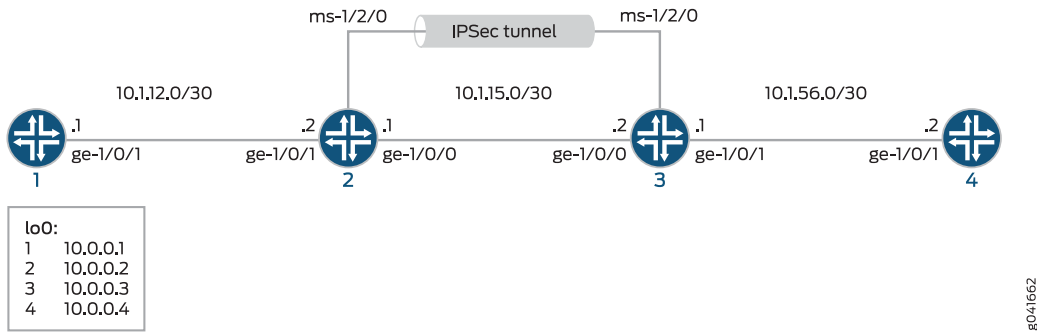 ms-1/2/0
IPSec tunnel
ms-1/2/0
10.1.12.0/30
10.1.15.0/30
10.1.56.0/30
.1
.2
.1
.2
.1
.2
ge-1/0/1
ge-1/0/1
ge-1/0/0
ge-1/0/0
ge-1/0/1
ge-1/0/1
1
2
3
4
lo0:
1 10.0.0.1
2 10.0.0.2
3 10.0.0.3
4 10.0.0.4
g041662